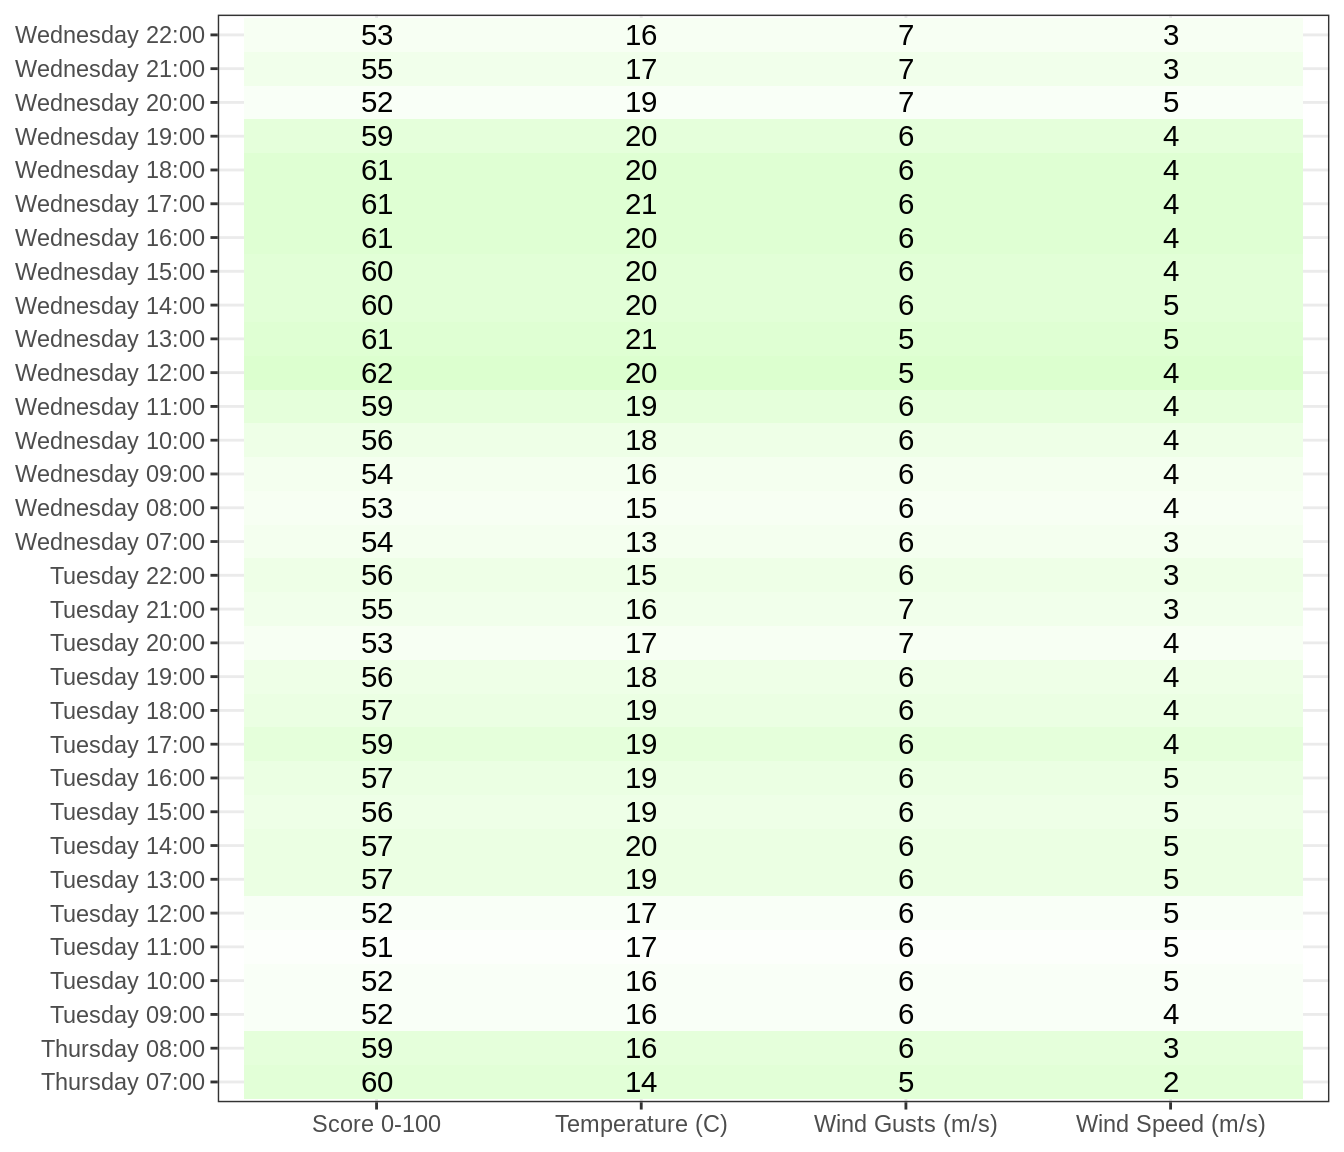 Wednesday 22:00 53 16 7 3
Wednesday 21:00 55 17 7 3
Wednesday 20:00 52 19 7 5
Wednesday 19:00 59 20 6 4
Wednesday 18:00 61 20 6 4
Wednesday 17:00 61 21 6 4
Wednesday 16:00 61 20 6 4
Wednesday 15:00 60 20 6 4
Wednesday 14:00 60 20 6 5
Wednesday 13:00 61 21 5 5
Wednesday 12:00 62 20 5 4
Wednesday 11:00 59 19 6 4
Wednesday 10:00 56 18 6 4
Wednesday 09:00 54 16 6 4
Wednesday 08:00 53 15 6 4
Wednesday 07:00 54 13 6 3
Tuesday 22:00 56 15 6 3
Tuesday 21:00 55 16 7 3
Tuesday 20:00 53 17 7 4
Tuesday 19:00 56 18 6 4
Tuesday 18:00 57 19 6 4
Tuesday 17:00 59 19 6 4
Tuesday 16:00 57 19 6 5
Tuesday 15:00 56 19 6 5
Tuesday 14:00 57 20 6 5
Tuesday 13:00 57 19 6 5
Tuesday 12:00 52 17 6 5
Tuesday 11:00 51 17 6 5
Tuesday 10:00 52 16 6 5
Tuesday 09:00 52 16 6 4
Thursday 08:00 59 16 6 3
Thursday 07:00 60 14 5 2
Score 0-100 Temperature (C) Wind Gusts (m/s) Wind Speed (m/s)